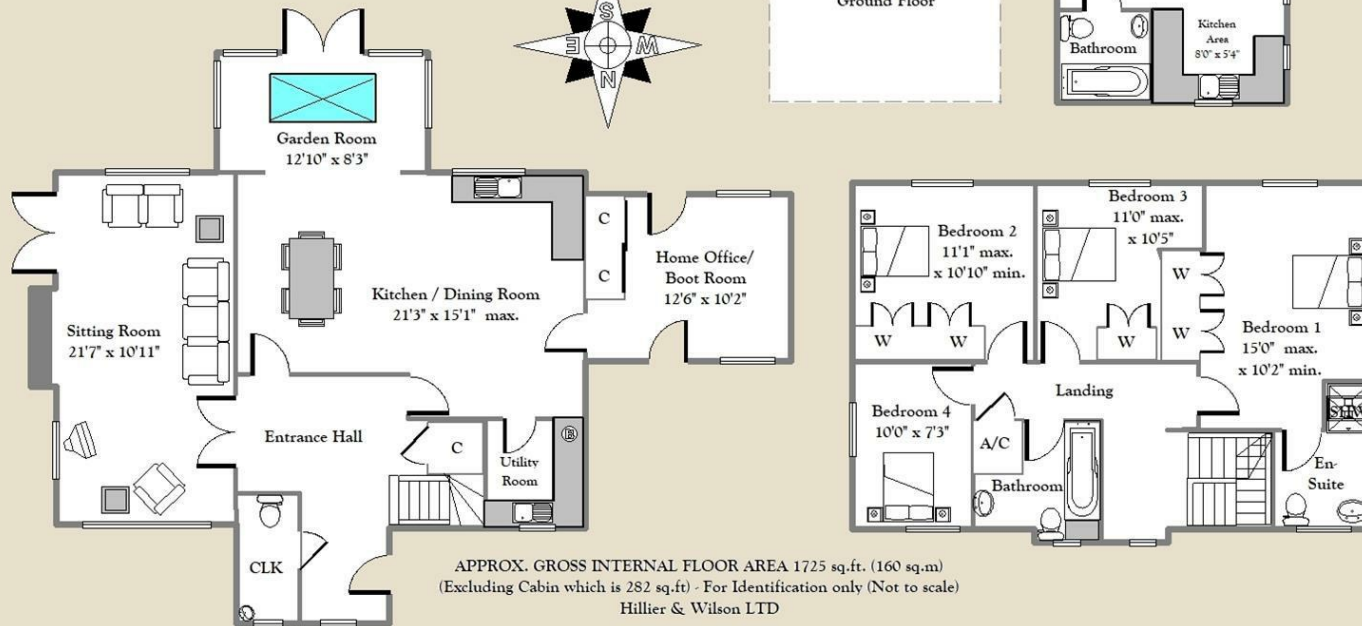 Ground Floor
Bathroom
Kitchen
Area
8'0" x 5'4"
S
E
W
N
Garden Room
12'10" x 8'3"
Sitting Room
21'7" x 10'11"
Kitchen / Dining Room
21'3" x 15'1" max.
C
C
Home Office/
Boot Room
12'6" x 10'2"
Entrance Hall
C
Utility
Room
B
CLK
Bedroom 2
11'1" max.
x 10'10" min.
W
W
Bedroom 3
11'0" max.
x 10'5"
W
W
W
Bedroom 1
15'0" max.
x 10'2" min.
Landing
Bedroom 4
10'0" x 7'3"
A/C
Bathroom
En-
Suite
APPROX. GROSS INTERNAL FLOOR AREA 1725 sq.ft. (160 sq.m)
(Excluding Cabin which is 282 sq.ft) - For Identification only (Not to scale)
Hillier & Wilson LTD